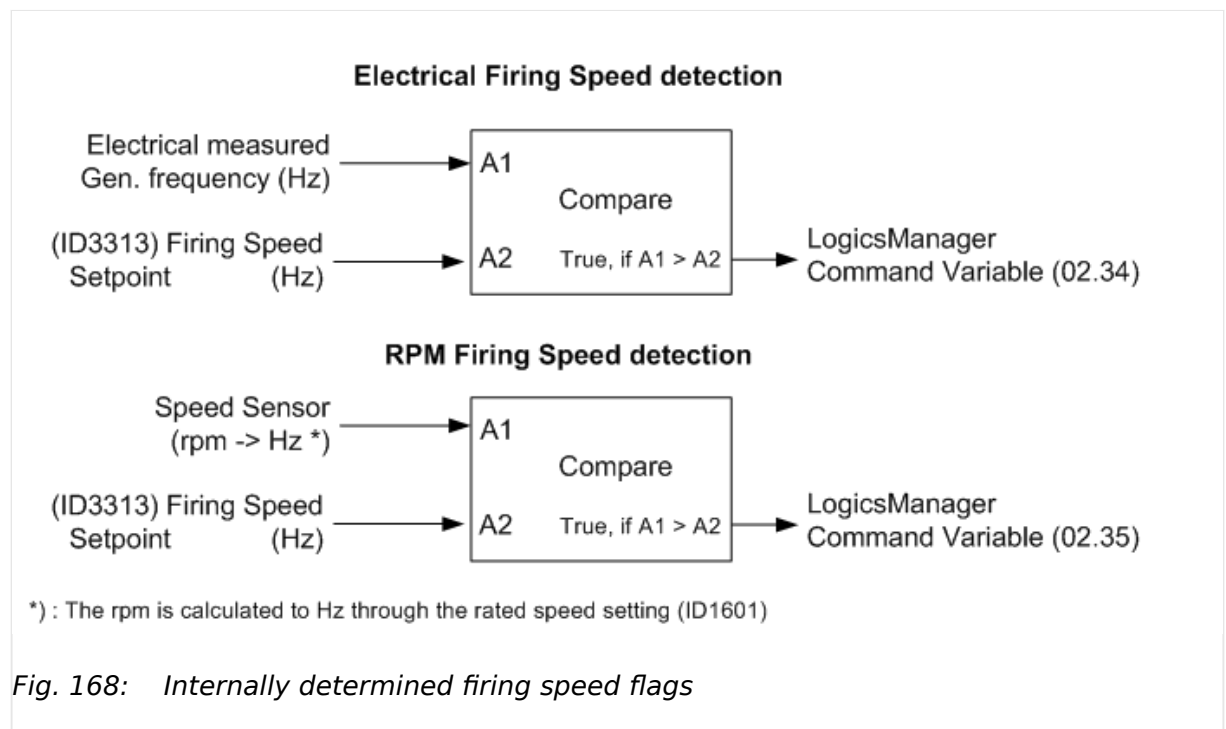 Electrical Firing Speed detection
Electrical measured
Gen. frequency (Hz)
A1
Compare
(ID3313) Firing Speed
Setpoint (Hz)
A2 True, if A1 > A2
LogicsManager
Command Variable (02.34)
RPM Firing Speed detection
Speed Sensor
(rpm -> Hz *)
A1
Compare
(ID3313) Firing Speed
Setpoint (Hz)
A2 True, if A1 > A2
LogicsManager
Command Variable (02.35)
*) : The rpm is calculated to Hz through the rated speed setting (ID1601)
Fig. 168: Internally determined firing speed flags